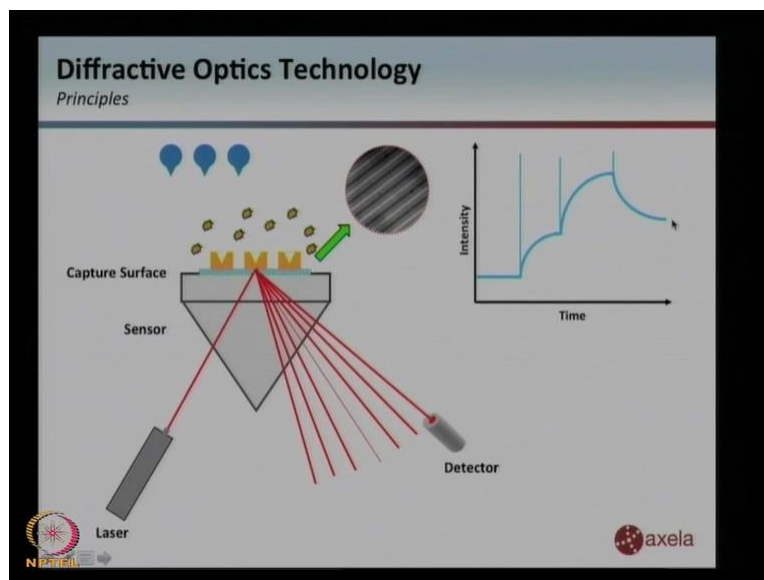 Diffractive Optics Technology
Principles
Capture Surface
Sensor
Laser
Detector
Intensity
Time
NPTEL
axela